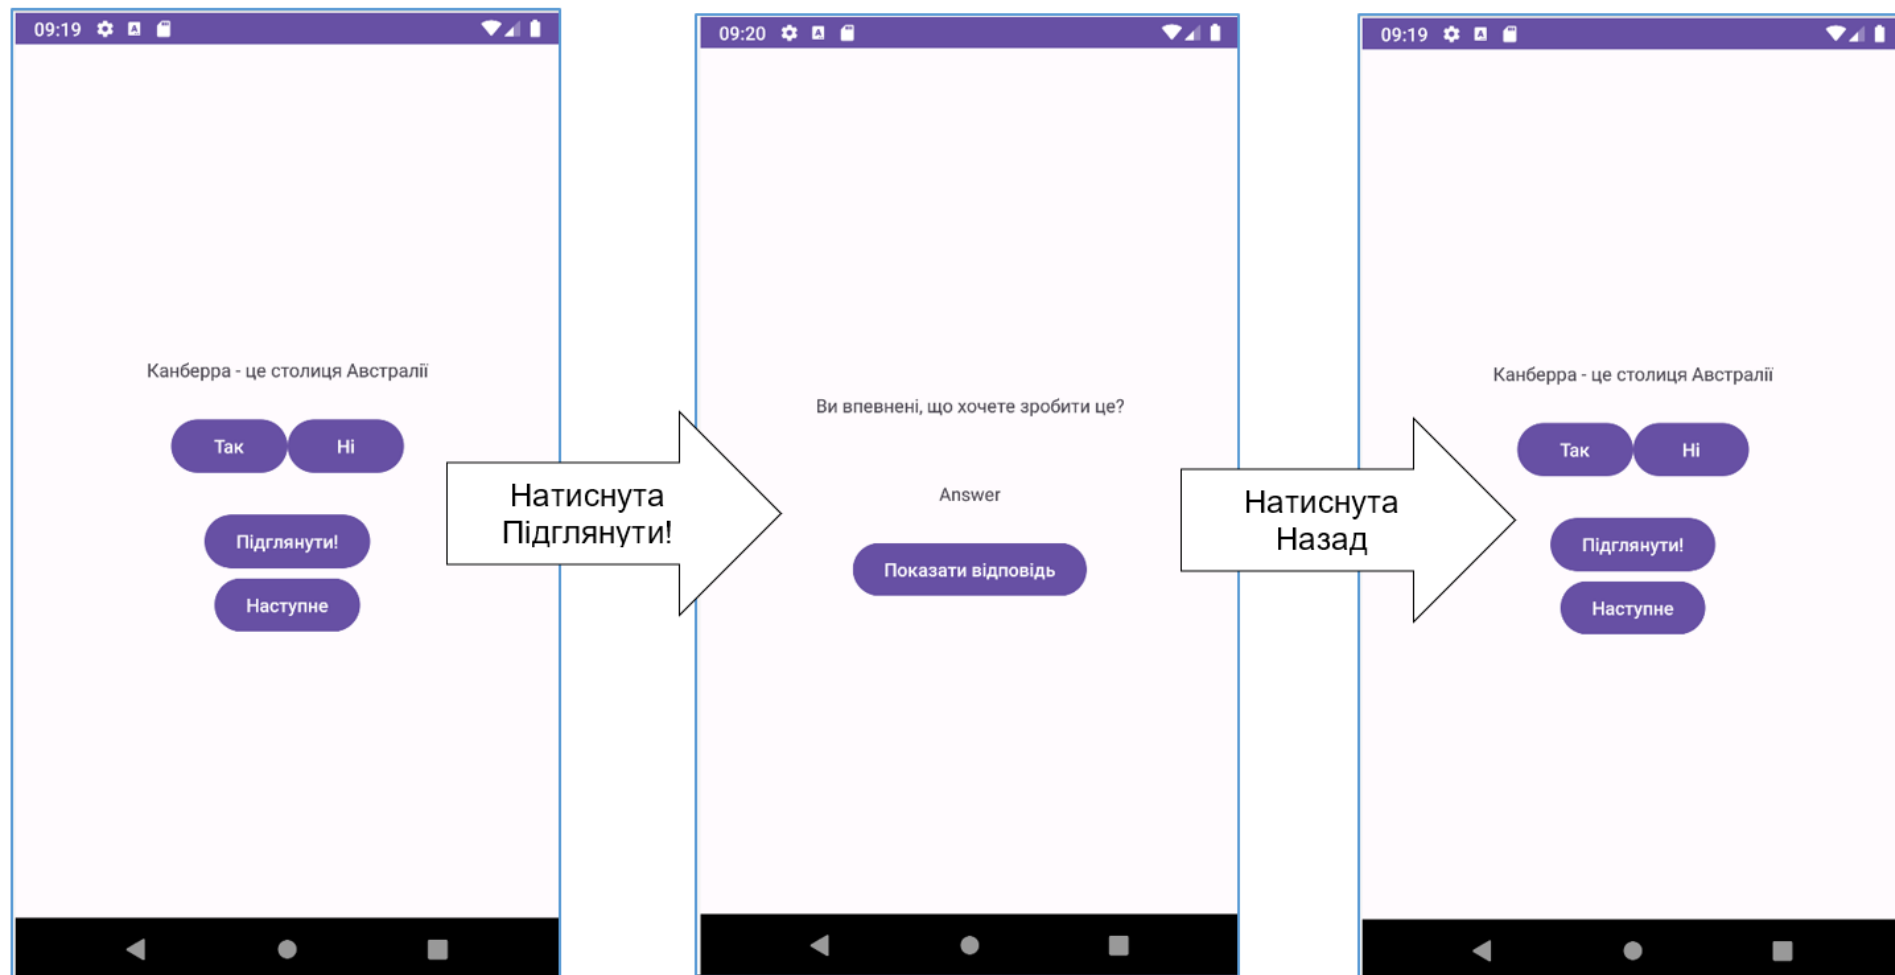 09:19
Канберра - це столиця Австралії
Так Ні
Підглянути!
Наступне
Натиснута
Підглянути!
09:20
Ви впевнені, що хочете зробити це?
Answer
Показати відповідь
Натиснута
Назад
09:19
Канберра - це столиця Австралії
Так Ні
Підглянути!
Наступне